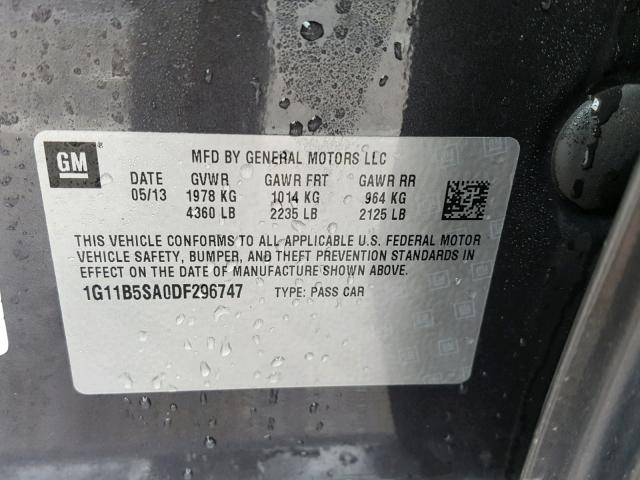 GM
MFD BY GENERAL MOTORS LLC
DATE GVWR GAWR FRT GAWR RR
05/13 1978 KG 1014 KG 964 KG
4360 LB 2235 LB 2125 LB
THIS VEHICLE CONFORMS TO ALL APPLICABLE U.S. FEDERAL MOTOR
VEHICLE SAFETY, BUMPER, AND THEFT PREVENTION STANDARDS IN
EFFECT ON THE DATE OF MANUFACTURE SHOWN ABOVE.
1G11B5SA0DF296747 TYPE: PASS CAR